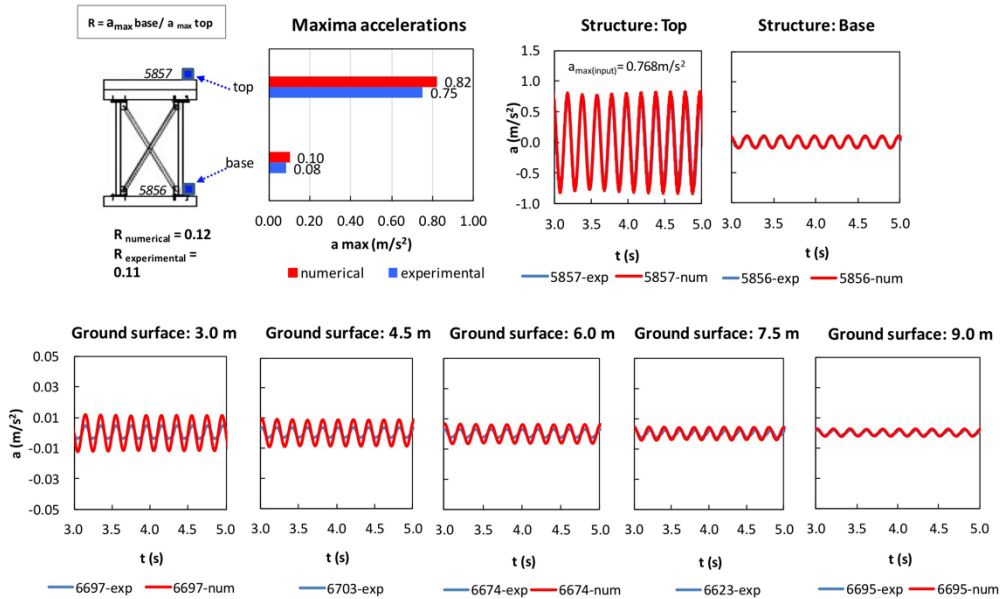 R = a max base/ a max top
5857
top
base
5856
R numerical = 0.12
R experimental =
0.11
Maxima accelerations
0.82
0.75
0.10
0.08
0.00 0.20 0.40 0.60 0.80 1.00
a max (m/s²)
numerical experimental
Structure: Top
a max(input) = 0.768m/s²
a (m/s²)
1.5
1.0
0.5
0.0
-0.5
-1.0
3.0 3.5 4.0 4.5 5.0
t (s)
5857-exp 5857-num
Structure: Base
3.0 3.5 4.0 4.5 5.0
t (s)
5856-exp 5856-num
Ground surface: 3.0 m
a (m/s²)
0.05
0.03
0.01
-0.01
-0.03
-0.05
3.0 3.5 4.0 4.5 5.0
t (s)
6697-exp 6697-num
Ground surface: 4.5 m
3.0 3.5 4.0 4.5 5.0
t (s)
6703-exp
Ground surface: 6.0 m
3.0 3.5 4.0 4.5 5.0
t (s)
6674-exp 6674-num
Ground surface: 7.5 m
3.0 3.5 4.0 4.5 5.0
t (s)
6623-exp
Ground surface: 9.0 m
3.0 3.5 4.0 4.5 5.0
t (s)
6695-exp 6695-num